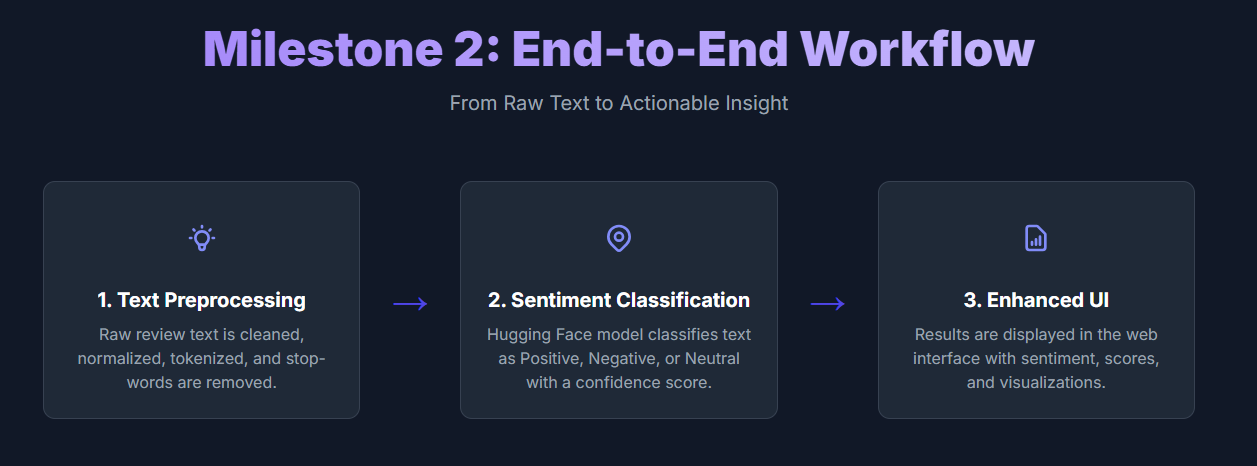 Milestone 2: End-to-End Workflow
From Raw Text to Actionable Insight
1. Text Preprocessing
Raw review text is cleaned,
normalized, tokenized, and stop-
words are removed.
2. Sentiment Classification
Hugging Face model classifies text
as Positive, Negative, or Neutral
with a confidence score.
3. Enhanced UI
Results are displayed in the web
interface with sentiment, scores,
and visualizations.